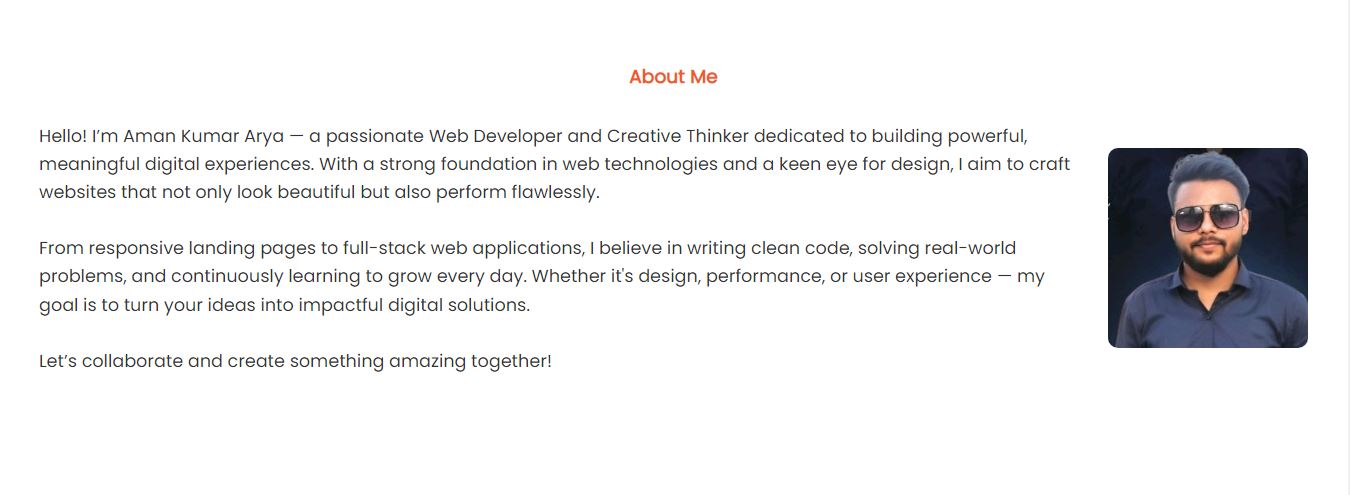 About Me
Hello! I’m Aman Kumar Arya — a passionate Web Developer and Creative Thinker dedicated to building powerful,
meaningful digital experiences. With a strong foundation in web technologies and a keen eye for design, I aim to craft
websites that not only look beautiful but also perform flawlessly.
From responsive landing pages to full-stack web applications, I believe in writing clean code, solving real-world
problems, and continuously learning to grow every day. Whether it's design, performance, or user experience — my
goal is to turn your ideas into impactful digital solutions.
Let’s collaborate and create something amazing together!